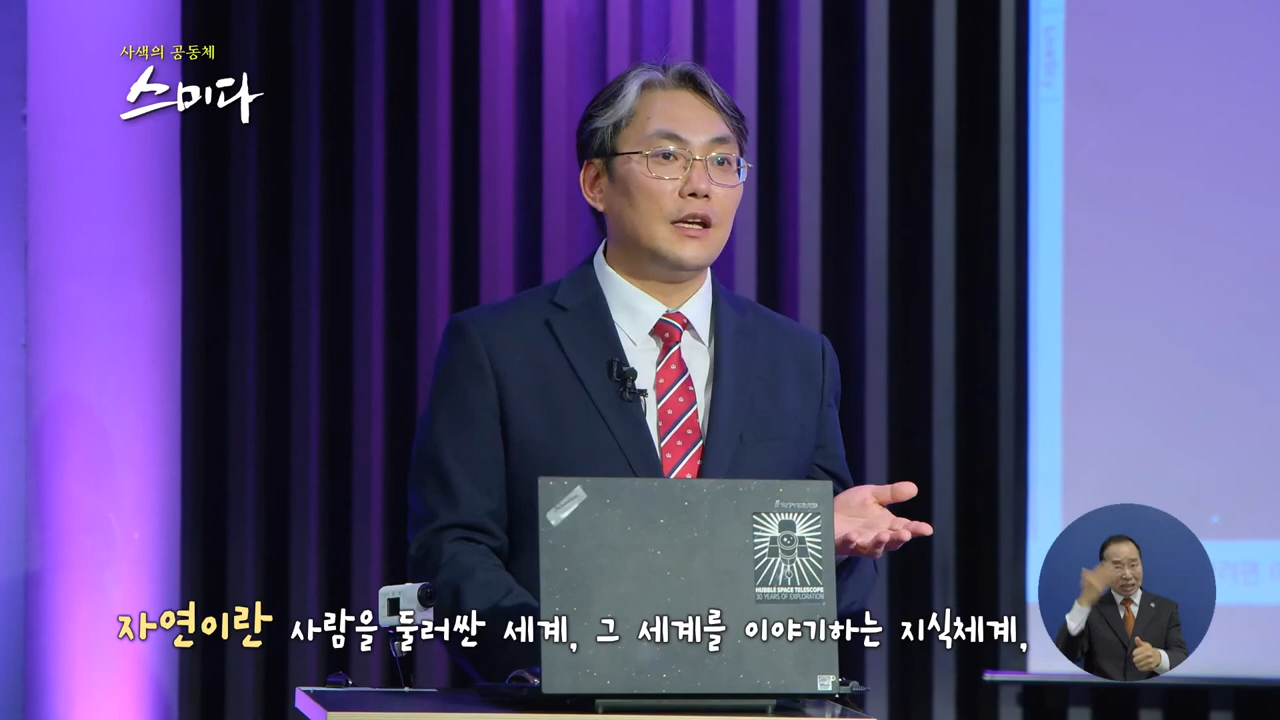 사색의 공동체
스미다
HUBBLE SPACE TELESCOPE
30 YEARS OF EXPLORATION
자연이란 사람을 둘러싼 세계, 그 세계를 이야기하는 지식체계,